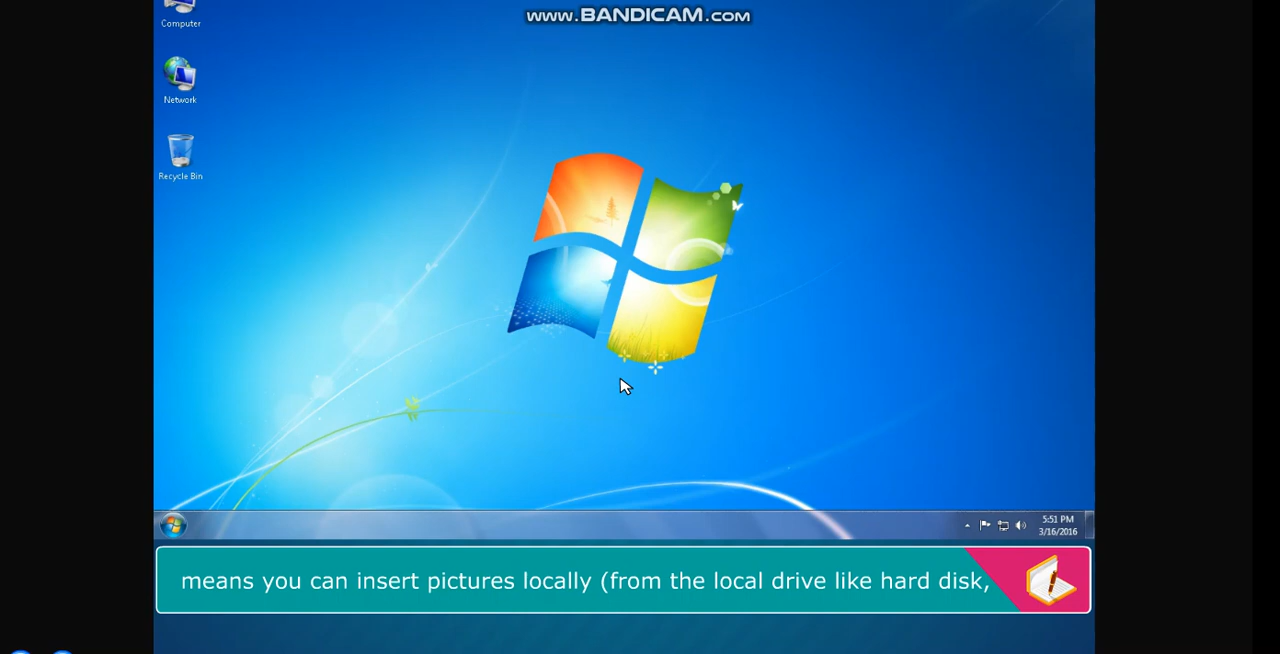 www.BANDICAM.com
Computer
Network
Recycle Bin
5:51 PM
3/16/2016
means you can insert pictures locally (from the local drive like hard disk,